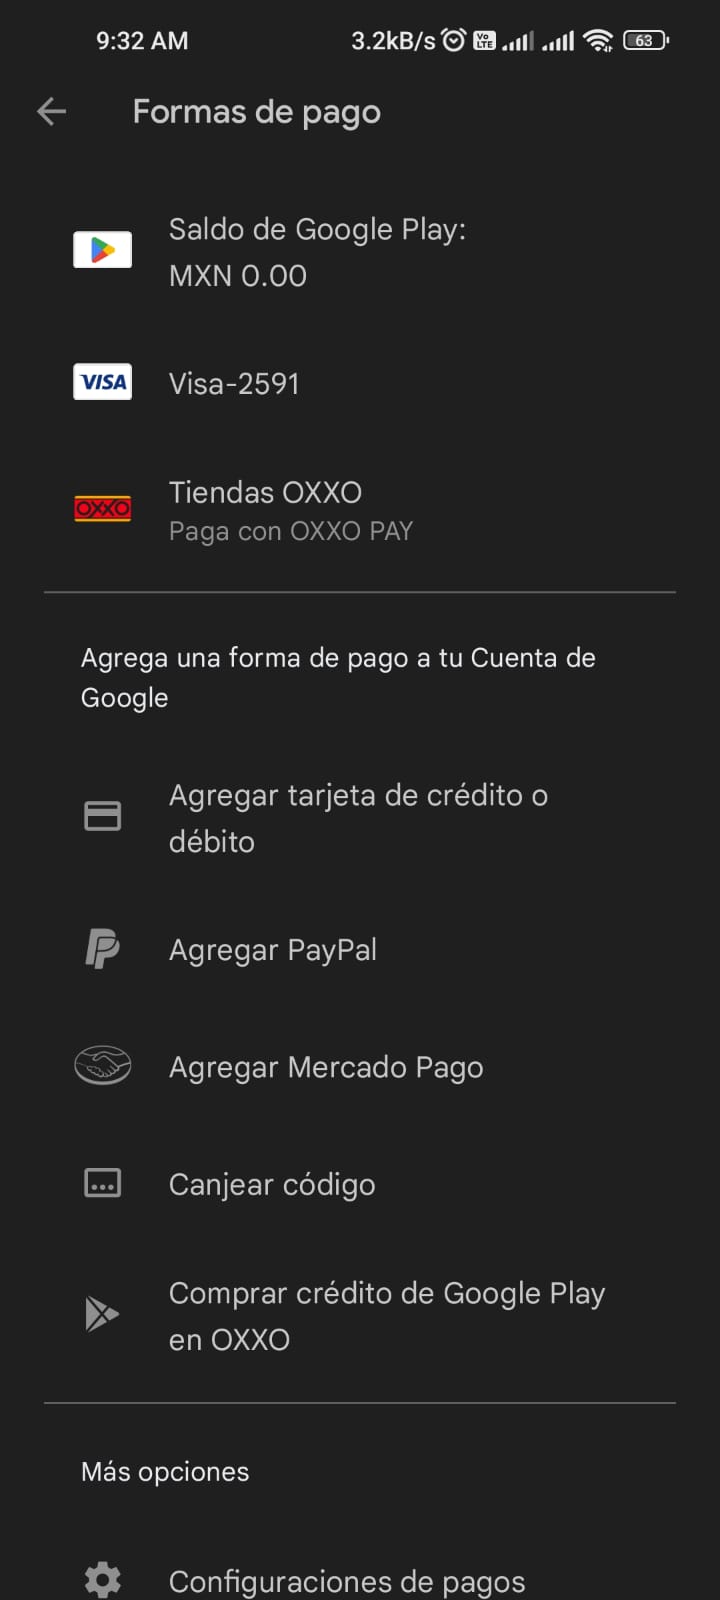 9:32 AM 3.2kB/s Vo LTE 63
Formas de pago
Saldo de Google Play:
MXN 0.00
VISA Visa-2591
OXXO Tiendas OXXO
Paga con OXXO PAY
Agrega una forma de pago a tu Cuenta de
Google
Agregar tarjeta de crédito o
débito
Agregar PayPal
Agregar Mercado Pago
Canjear código
Comprar crédito de Google Play
en OXXO
Más opciones
Configuraciones de pagos